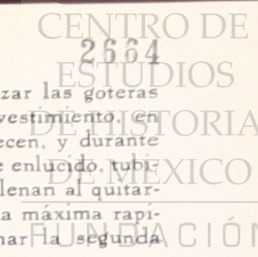 CENTRO DE
2664
ESTUDIOS
zar las goteras
vestimiento, en
DE HISTORIA
ecen, y durante
e enlucido, tubi-
DE MEXICO
lenan al quitar-
a máxima rapi-
FUNDACIÓN
nar la segunda